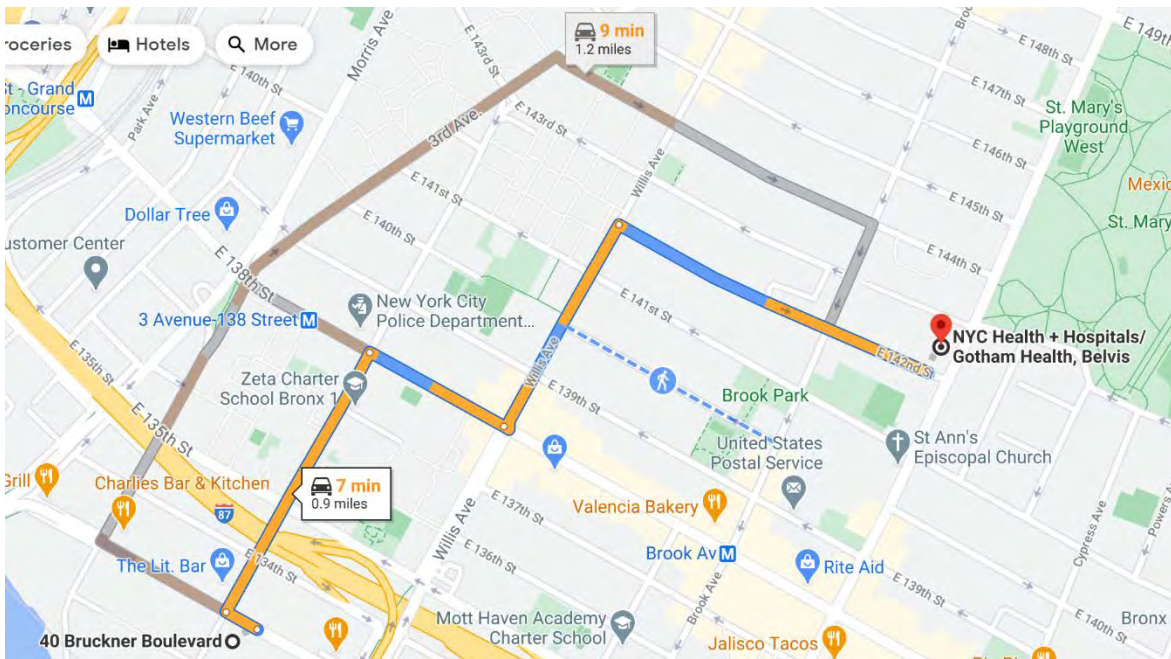 roceries
Hotels
More
9 min
1.2 miles
E 149th
E 148th St
E 147th St
E 146th St
E 145th St
E 144th St
E 143rd St
E 143rd St
E 140th St
Morris Ave
Park Ave
St - Grand
oncourse
Western Beef
Supermarket
3rd Ave
Willis Ave
St. Mary's
Playground
West
Mexic
St. Mary
Dollar Tree
E 141st St
E 140th St
ustomer Center
E 138th St
3 Avenue-138 Street
New York City
Police Department...
E 141st St
NYC Health + Hospitals/
Gotham Health, Belvis
E 142nd St
Willis Ave
E 135th St
E 135th St
Zeta Charter
School Bronx 1
E 139th St
Brook Park
United States
Postal Service
St Ann's
Episcopal Church
Grill
Charlies Bar & Kitchen
87
7 min
0.9 miles
Willis Ave
E 137th St
Valencia Bakery
Cypress Ave
Powers Ave
The Lit. Bar
E 134th St
E 136th St
Brook Av
Rite Aid
Brook Ave
E 139th St
E 140th St
Bronx
40 Bruckner Boulevard
Mott Haven Academy
Charter School
Jalisco Tacos